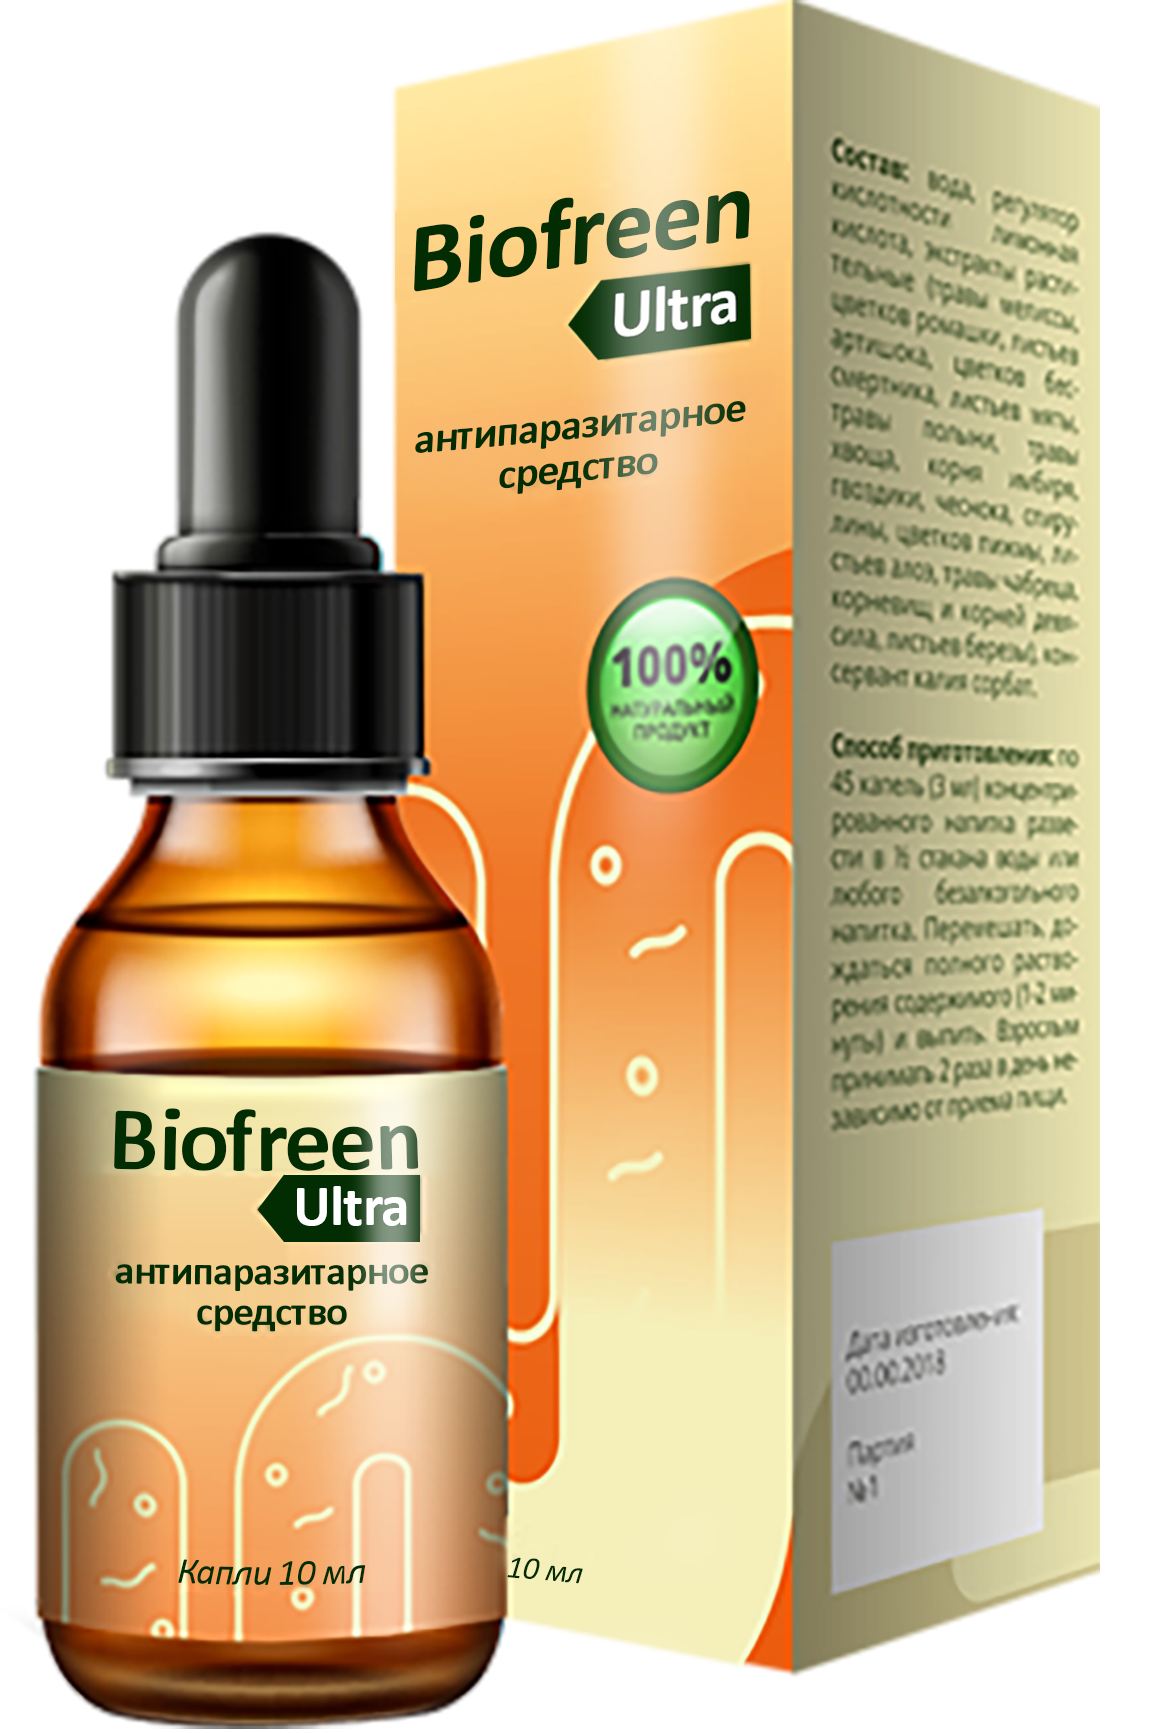 Biofreen
Ultra
антипаразитарное
средство
100%
НАТУРАЛЬНЫЙ
ПРОДУКТ
10 мл
Состав: вода, регулятор
кислотности лимонная
кислота, экстракты расти-
тельные (травы мелиссы,
цветков ромашки, листьев
артишока, цветков бес-
смертника, листьев мяты,
травы полыни, травы
хвоща, корня имбиря,
гвоздики, чеснока, спиру-
лины, цветков пижмы, ли-
стьев алоэ, травы чабреца,
корневищ и корней девя-
сила, листьев березы), кон-
сервант калия сорбат.
Способ приготовления: по
45 капель (3 мл) концентри-
рованного напитка разве-
сти в ½ стакана воды или
любого безалкогольного
напитка. Перемешать, до-
ждаться полного раство-
рения содержимого (1-2 ми-
нуты) и выпить. Взрослым
принимать 2 раза в день не-
зависимо от приема пищи.
Дата изготовления:
00.00.2018
Партия
№1
Biofreen
Ultra
антипаразитарное
средство
Капли 10 мл